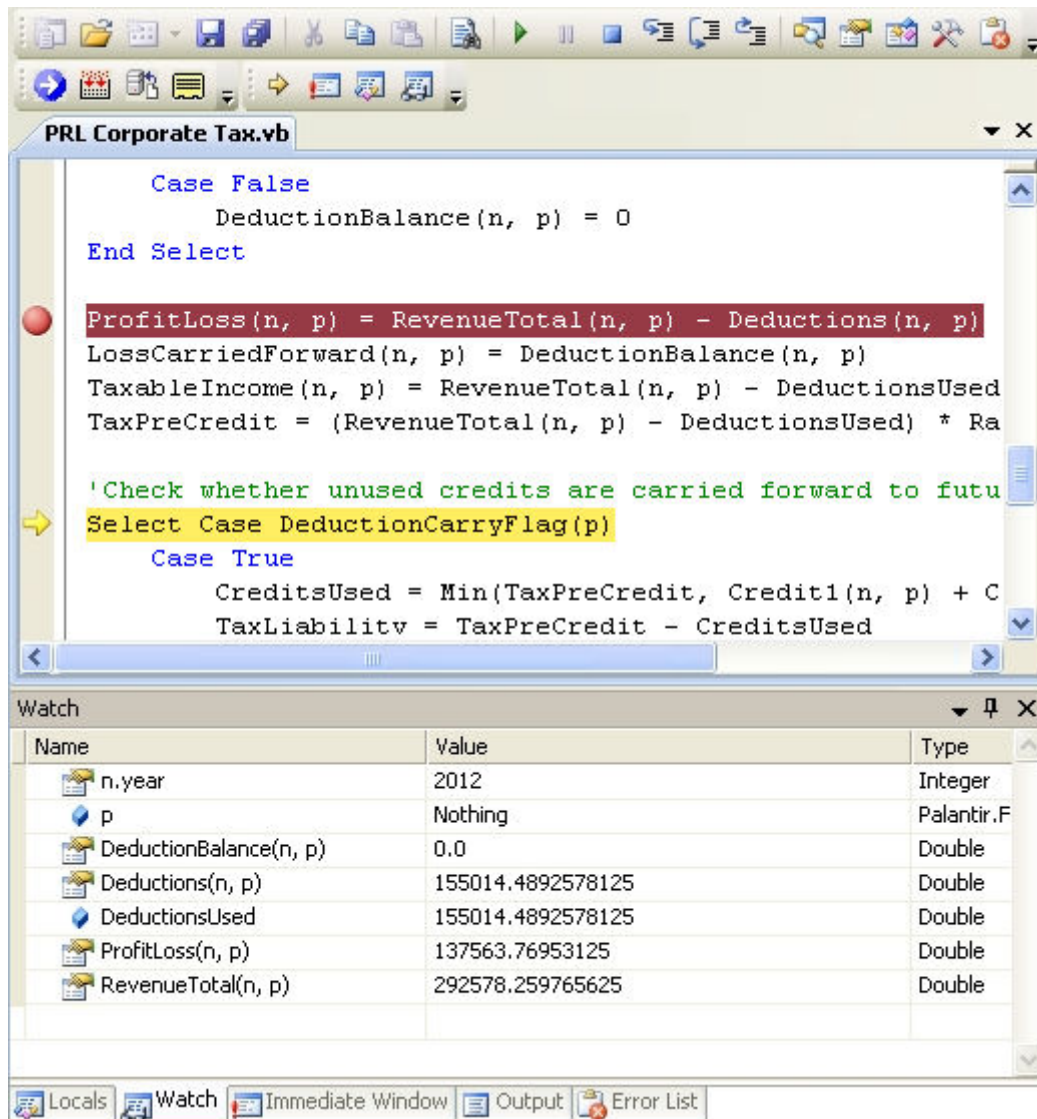 PRL Corporate Tax.vb
Case False
DeductionBalance(n, p) = 0
End Select
ProfitLoss(n, p) = RevenueTotal(n, p) - Deductions(n, p)
LossCarriedForward(n, p) = DeductionBalance(n, p)
TaxableIncome(n, p) = RevenueTotal(n, p) - DeductionsUsed
TaxPreCredit = (RevenueTotal(n, p) - DeductionsUsed) * Ra
'Check whether unused credits are carried forward to futu
Select Case DeductionCarryFlag(p)
Case True
CreditsUsed = Min(TaxPreCredit, Credit1(n, p) + C
TaxLiability = TaxPreCredit - CreditsUsed
Watch
Name Value Type
n.year 2012 Integer
p Nothing Palantir.F
DeductionBalance(n, p) 0.0 Double
Deductions(n, p) 155014.4892578125 Double
DeductionsUsed 155014.4892578125 Double
ProfitLoss(n, p) 137563.76953125 Double
RevenueTotal(n, p) 292578.259765625 Double
Locals Watch Immediate Window Output Error List